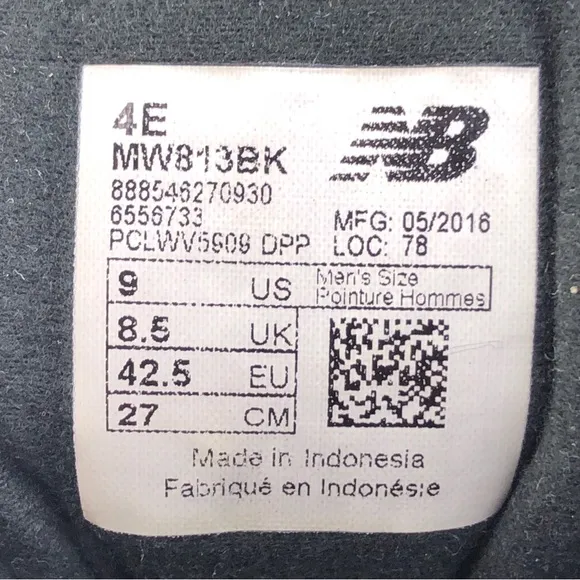 4E
NB
MW813BK
888546270930
6556733
MFG: 05/2016
PCLWV5909 DPP
LOC: 78
9 US
Men's Size
Pointure Hommes
8.5 UK
42.5 EU
27 CM
Made in Indonesia
Fabriqué en Indonésie